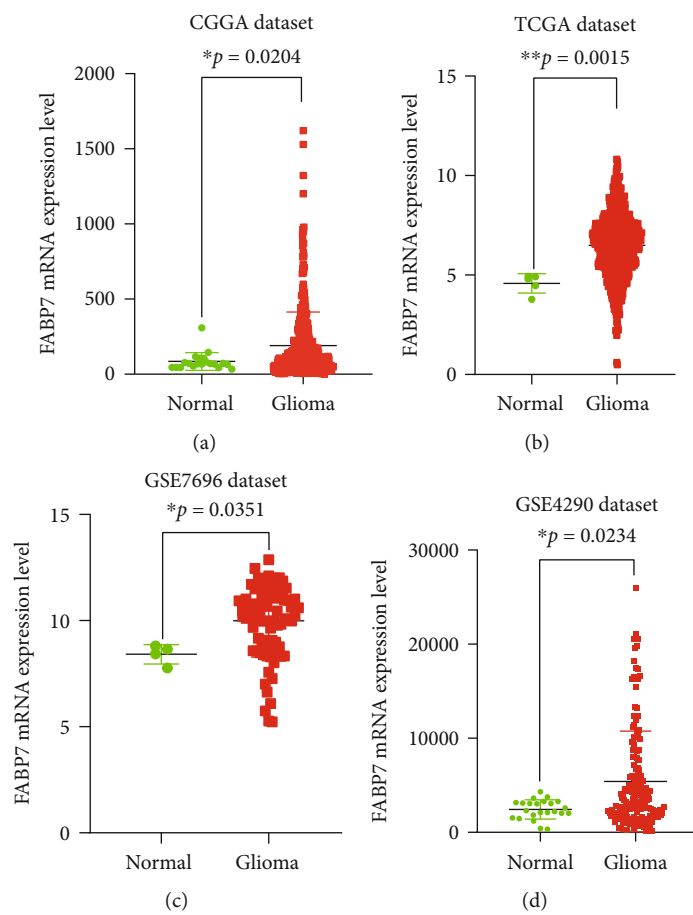 CGGA dataset
*p = 0.0204
FABP7 mRNA expression level
2000
1500
1000
500
0
Normal Glioma
(a)
TCGA dataset
**p = 0.0015
FABP7 mRNA expression level
15
10
5
0
Normal Glioma
(b)
GSE7696 dataset
*p = 0.0351
FABP7 mRNA expression level
15
10
5
0
Normal Glioma
(c)
GSE4290 dataset
*p = 0.0234
FABP7 mRNA expression level
30000
20000
10000
0
Normal Glioma
(d)